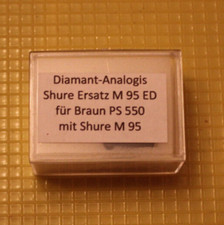 Diamant-Analogis
Shure Ersatz M 95 ED
für Braun PS 550
mit Shure M 95